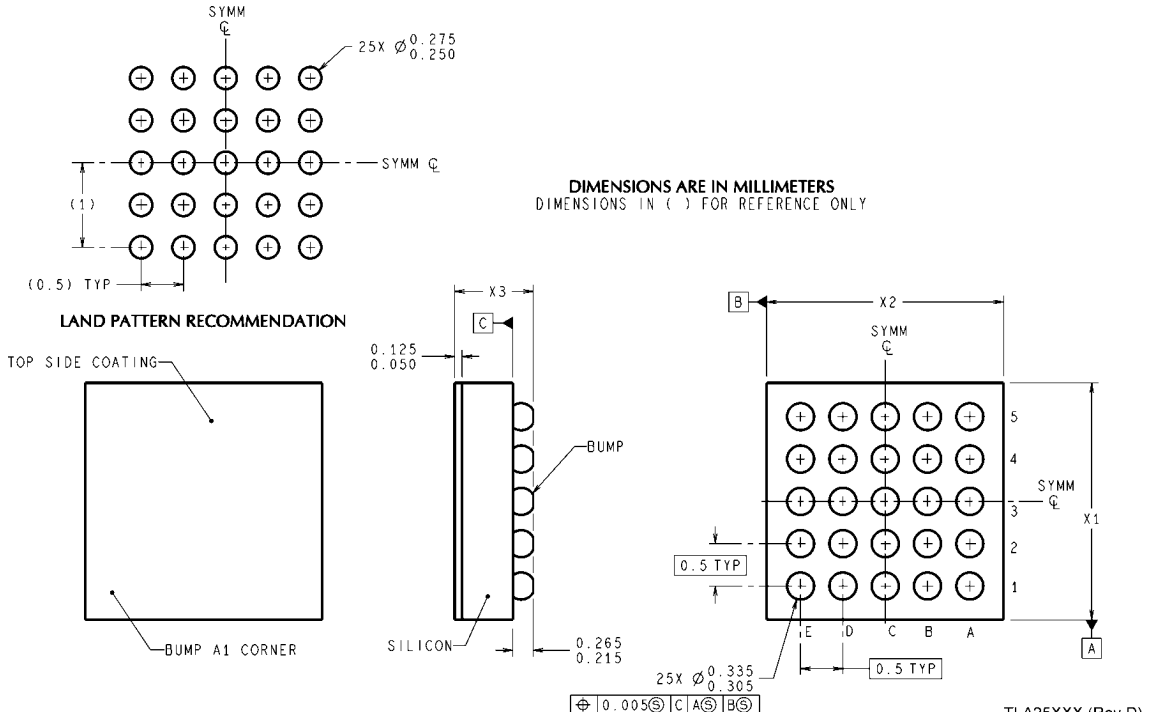 SYMM
℄
25X Ø 0.275
0.250
SYMM ℄
(1)
(0.5) TYP
LAND PATTERN RECOMMENDATION
DIMENSIONS ARE IN MILLIMETERS
DIMENSIONS IN ( ) FOR REFERENCE ONLY
TOP SIDE COATING
BUMP A1 CORNER
X3
C
0.125
0.050
BUMP
SILICON
0.265
0.215
B
X2
SYMM
℄
5
4
3
2
1
SYMM
℄
X1
0.5 TYP
E D C B A
A
0.5 TYP
25X Ø 0.335
0.305
⌖ 0.005Ⓢ C AⓈ BⓈ
TLA25XXX (Rev D)